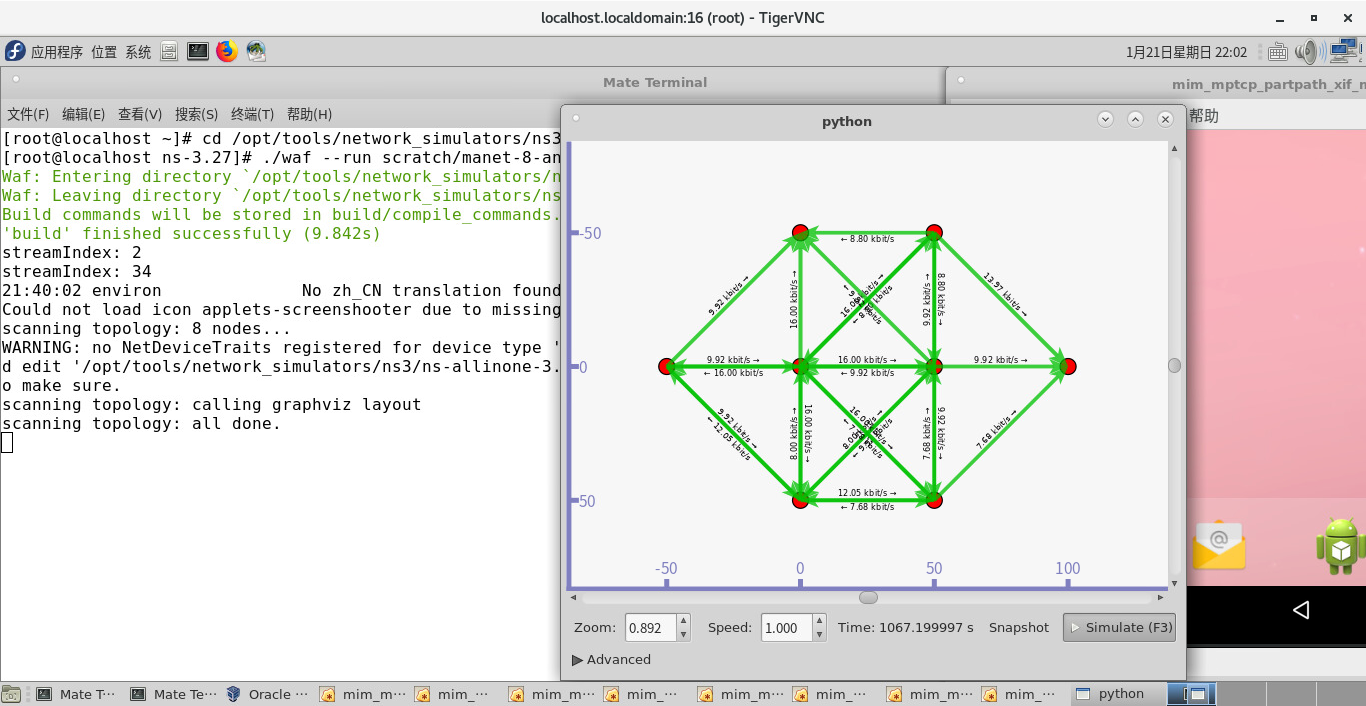 localhost.localdomain:16 (root) - TigerVNC
应用程序 位置 系统
1月21日星期日 22:02
Mate Terminal
mim_mptcp_partpath_xif_m
文件(F) 编辑(E) 查看(V) 搜索(S) 终端(T) 帮助(H)
帮助
[root@localhost ~]# cd /opt/tools/network_simulators/ns3
[root@localhost ns-3.27]# ./waf --run scratch/manet-8-an
Waf: Entering directory `/opt/tools/network_simulators/n
Waf: Leaving directory `/opt/tools/network_simulators/ns
Build commands will be stored in build/compile_commands.
'build' finished successfully (9.842s)
streamIndex: 2
streamIndex: 34
21:40:02 environ No zh_CN translation found
Could not load icon applets-screenshooter due to missing
scanning topology: 8 nodes...
WARNING: no NetDeviceTraits registered for device type '
d edit '/opt/tools/network_simulators/ns3/ns-allinone-3.
o make sure.
scanning topology: calling graphviz layout
scanning topology: all done.
python
-50
0
50
← 8.80 kbit/s
9.92 kbit/s →
16.00 kbit/s →
9.92 kbit/s →
8.80 kbit/s →
13.97 kbit/s →
9.92 kbit/s →
← 16.00 kbit/s
16.00 kbit/s →
← 9.92 kbit/s
9.92 kbit/s →
9.92 kbit/s →
← 12.05 kbit/s
8.00 kbit/s →
16.00 kbit/s →
7.68 kbit/s →
9.92 kbit/s →
7.68 kbit/s →
12.05 kbit/s →
← 7.68 kbit/s
-50 0 50 100
Zoom: 0.892 Speed: 1.000 Time: 1067.199997 s Snapshot Simulate (F3)
Advanced
@
Mate T··· Mate Te··· Oracle ··· mim_m··· mim_··· mim_m··· mim_··· mim_m··· mim_··· mim_m··· mim_··· python